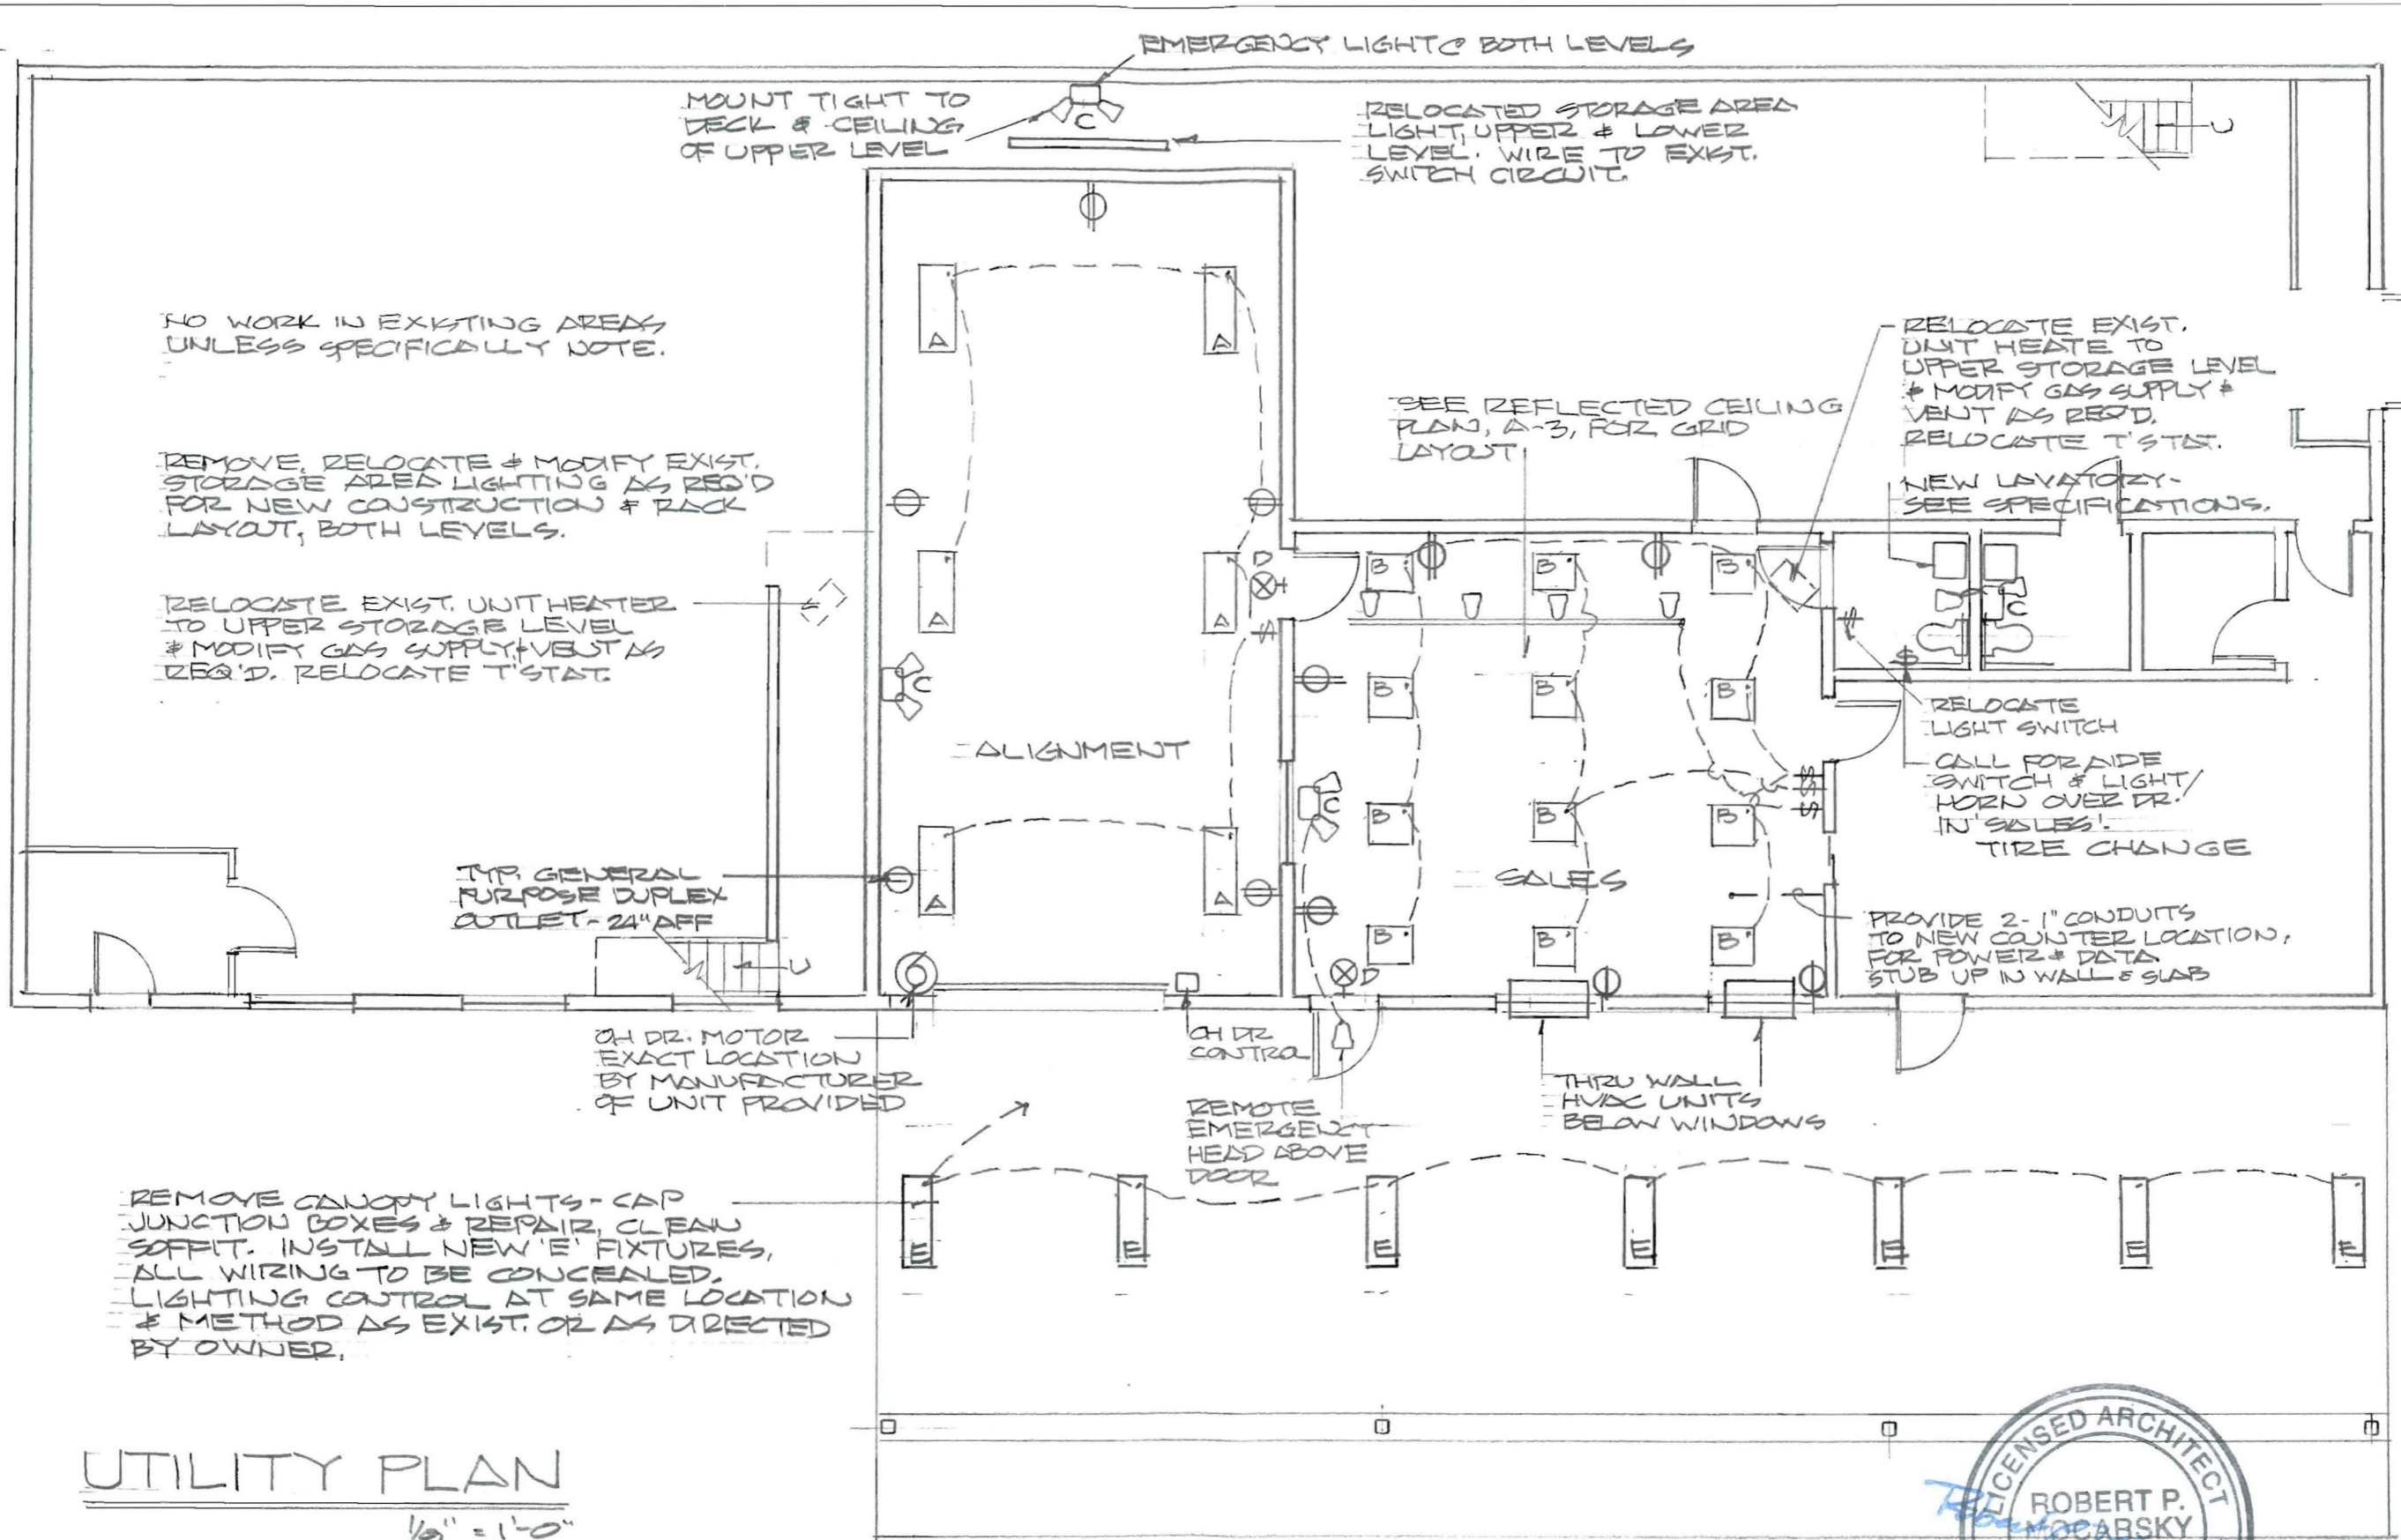 EMERGENCY LIGHT @ BOTH LEVELS
MOUNT TIGHT TO
DECK & CEILING
OF UPPER LEVEL
C
RELOCATED STORAGE AREA
LIGHT, UPPER & LOWER
LEVEL. WIRE TO EXIST.
SWITCH CIRCUIT.
U
NO WORK IN EXISTING AREAS
UNLESS SPECIFICALLY NOTE.
A
A
RELOCATE EXIST.
UNIT HEATE TO
UPPER STORAGE LEVEL
& MODIFY GAS SUPPLY &
VENT AS REQ'D.
RELOCATE T'STAT.
SEE REFLECTED CEILING
PLAN, A-3, FOR GRID
LAYOUT
REMOVE, RELOCATE & MODIFY EXIST.
STORAGE AREA LIGHTING AS REQ'D
FOR NEW CONSTRUCTION & RACK
LAYOUT, BOTH LEVELS.
NEW LAVATORY-
SEE SPECIFICATIONS.
RELOCATE EXIST. UNIT HEATER
TO UPPER STORAGE LEVEL
& MODIFY GAS SUPPLY & VENT AS
REQ'D. RELOCATE T'STAT.
A
A
D
B
B
B
C
$
$
$
C
B
B
B
RELOCATE
LIGHT SWITCH
ALIGNMENT
CALL FOR AIDE
SWITCH & LIGHT/
HORN OVER DR.
IN 'SALES'.
TIRE CHANGE
C
B
B
B
$$$
TYP. GENERAL
PURPOSE DUPLEX
OUTLET- 24" AFF
A
A
SALES
PROVIDE 2- 1" CONDUITS
TO NEW COUNTER LOCATION,
FOR POWER & DATA
STUB UP IN WALL & SLAB
B
B
B
D
U
OH DR. MOTOR
EXACT LOCATION
BY MANUFACTURER
OF UNIT PROVIDED
OH DR
CONTROL
REMOTE
EMERGENCY
HEAD ABOVE
DOOR
THRU WALL
HVAC UNITS
BELOW WINDOWS
REMOVE CANOPY LIGHTS - CAP
JUNCTION BOXES & REPAIR, CLEAN
SOFFIT. INSTALL NEW 'E' FIXTURES,
ALL WIRING TO BE CONCEALED.
LIGHTING CONTROL AT SAME LOCATION
& METHOD AS EXIST. OR AS DIRECTED
BY OWNER.
E
E
E
E
E
E
E
UTILITY PLAN
1/8" = 1'-0"
LICENSED ARCHITECT
ROBERT P.
MOCARSKY